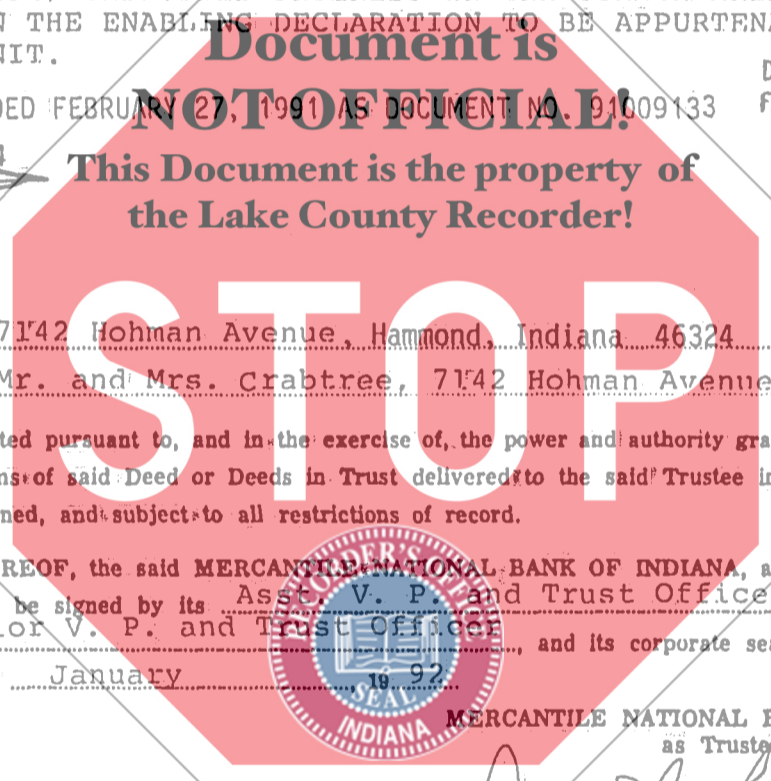 N THE ENABLING DECLARATION TO BE APPURTENA
NIT.
Document is
DED FEBRUARY 27, 1991 AS DOCUMENT NO. 91009133
NOT OFFICIAL!
This Document is the property of
the Lake County Recorder!
STOP
7142 Hohman Avenue, Hammond, Indiana 46324
Mr. and Mrs. Crabtree, 7142 Hohman Avenue
ted pursuant to, and in the exercise of, the power and authority gra
ns of said Deed or Deeds in Trust delivered to the said Trustee in
ned, and subject to all restrictions of record.
REOF, the said MERCANTILE NATIONAL BANK OF INDIANA, a
be signed by its Asst. V. P. and Trust Office
or V. P. and Trust Officer, and its corporate sea
January 19 92
RECORDER'S OFFICE
SEAL
INDIANA
MERCANTILE NATIONAL B
as Truste